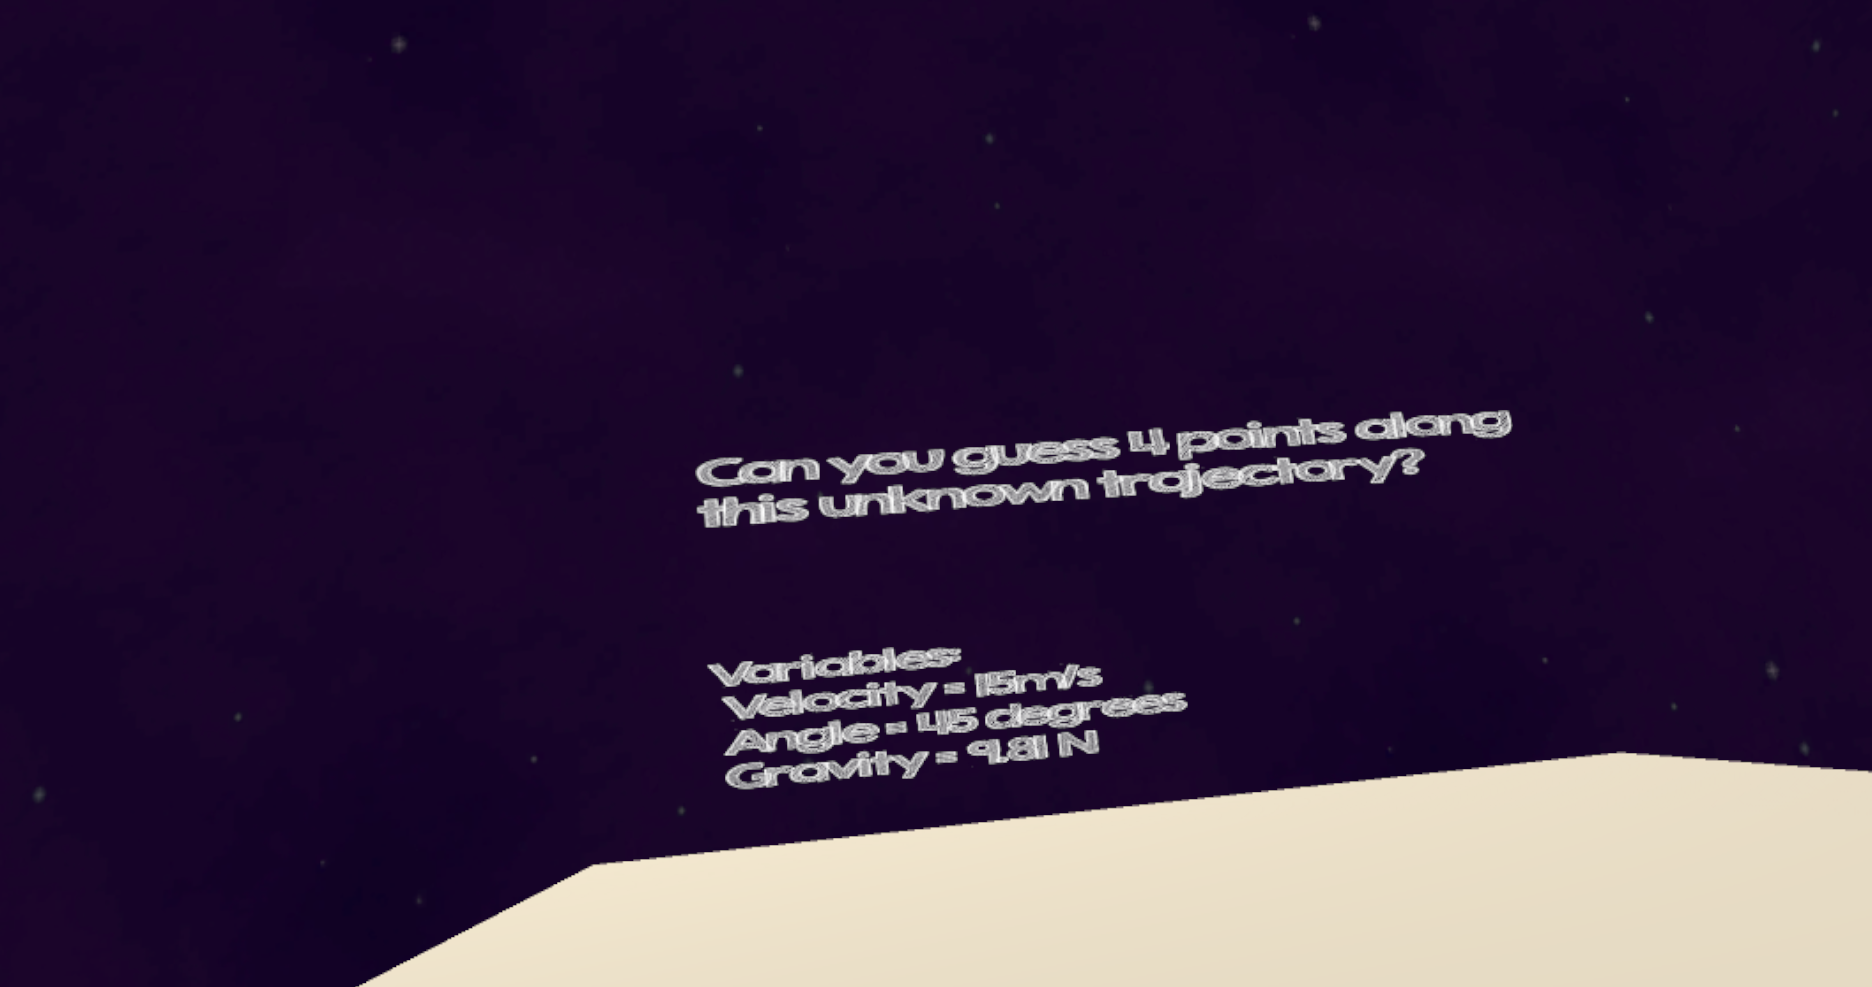 Can you guess 4 points along
this unknown trajectory?
Variables:
Velocity = 15m/s
Angle = 45 degrees
Gravity = 9.81 N